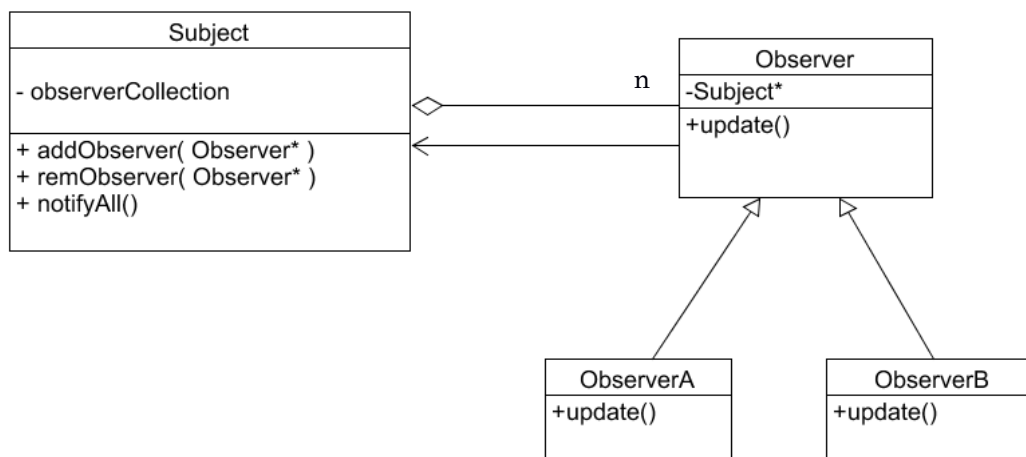 Subject
- observerCollection
+ addObserver( Observer* )
+ remObserver( Observer* )
+ notifyAll()
n
Observer
-Subject*
+update()
ObserverA
+update()
ObserverB
+update()